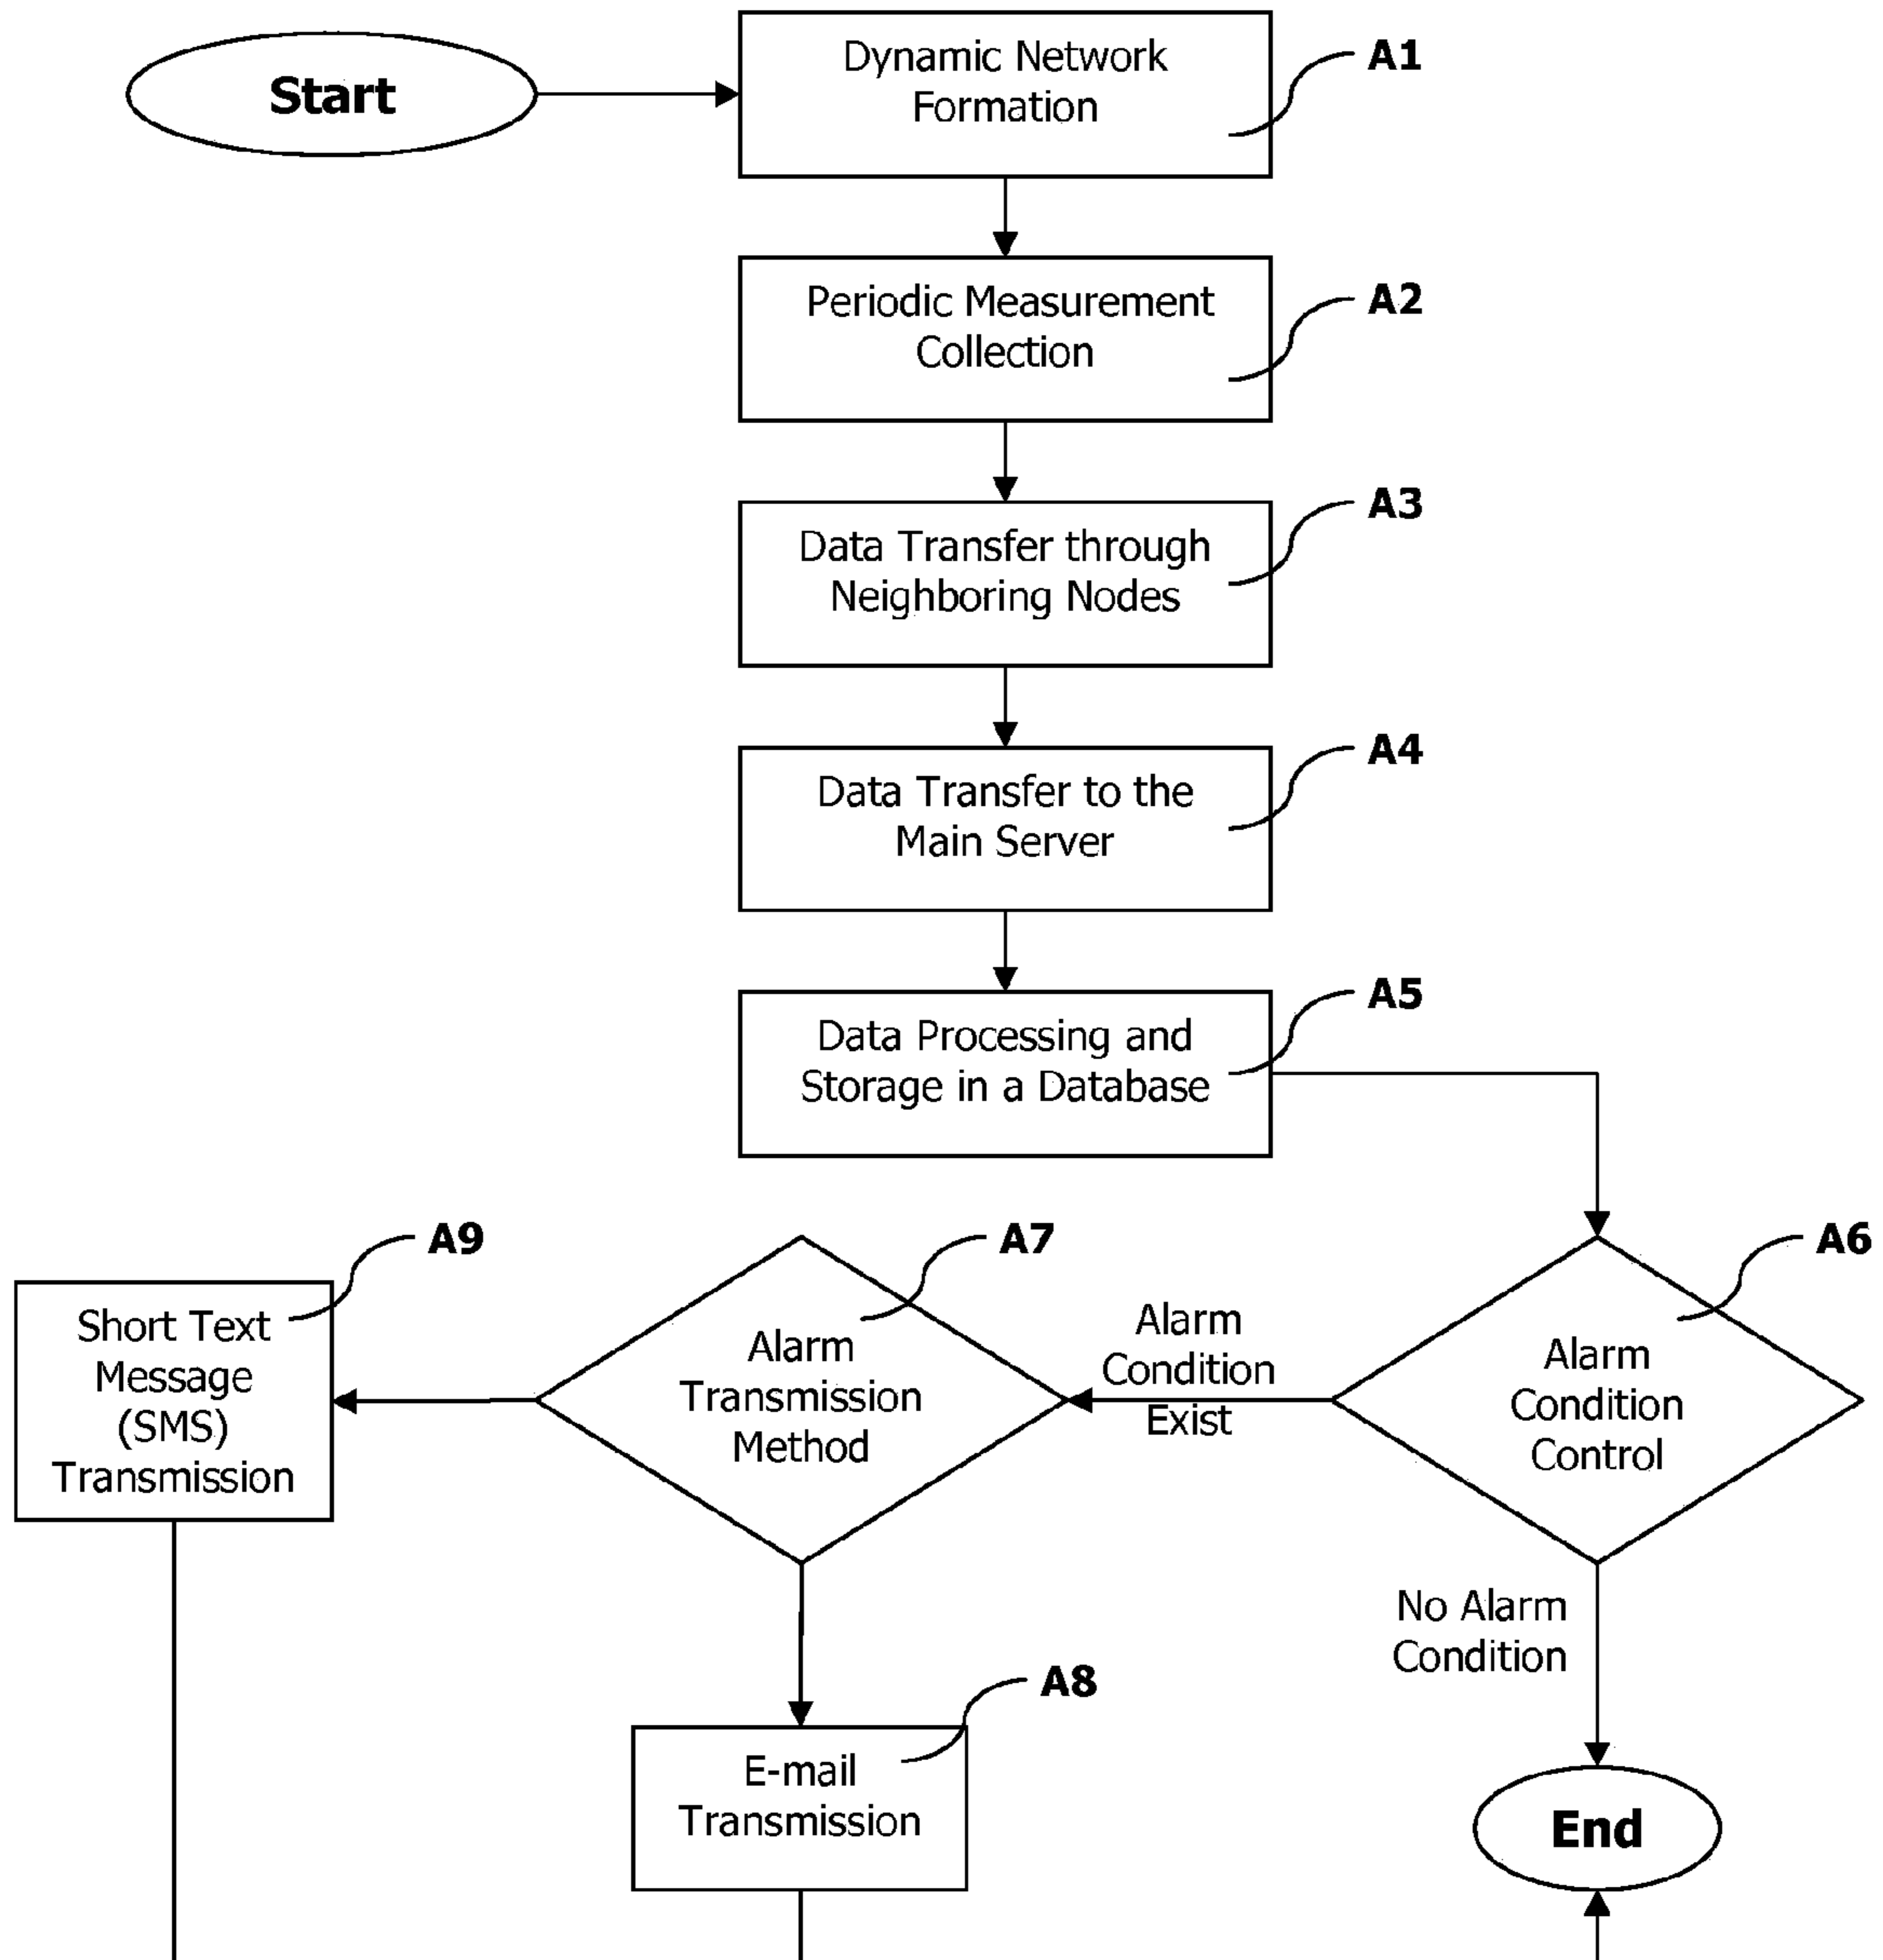 Start
Dynamic Network
Formation
A1
Periodic Measurement
Collection
A2
Data Transfer through
Neighboring Nodes
A3
Data Transfer to the
Main Server
A4
Data Processing and
Storage in a Database
A5
Alarm
Condition
Control
A6
Alarm
Condition
Exist
No Alarm
Condition
Alarm
Transmission
Method
A7
Short Text
Message
(SMS)
Transmission
A9
E-mail
Transmission
A8
End